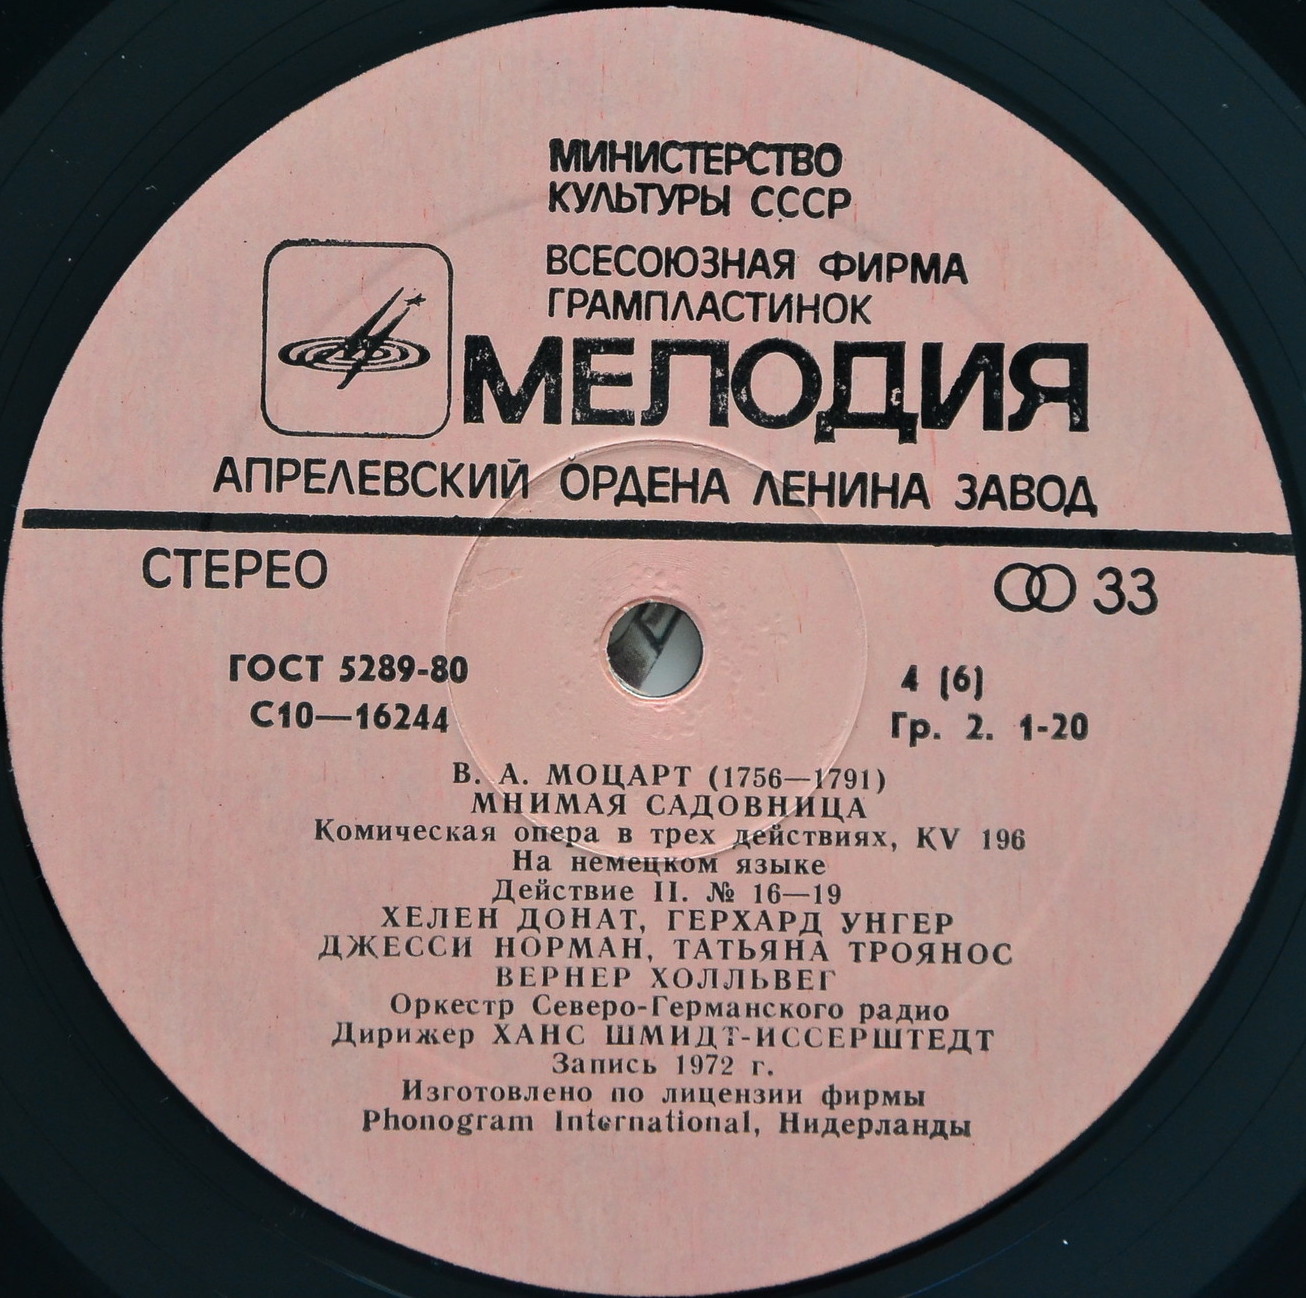 МИНИСТЕРСТВО
КУЛЬТУРЫ СССР
ВСЕСОЮЗНАЯ ФИРМА
ГРАМПЛАСТИНОК
МЕЛОДИЯ
АПРЕЛЕВСКИЙ ОРДЕНА ЛЕНИНА ЗАВОД
СТЕРЕО 33
ГОСТ 5289-80 4 (6)
С10—16244 Гр. 2. 1-20
В. А. МОЦАРТ (1756—1791)
МНИМАЯ САДОВНИЦА
Комическая опера в трех действиях, KV 196
На немецком языке
Действие II. № 16—19
ХЕЛЕН ДОНАТ, ГЕРХАРД УНГЕР
ДЖЕССИ НОРМАН, ТАТЬЯНА ТРОЯНОС
ВЕРНЕР ХОЛЛЬВЕГ
Оркестр Северо-Германского радио
Дирижер ХАНС ШМИДТ-ИССЕРШТЕДТ
Запись 1972 г.
Изготовлено по лицензии фирмы
Phonogram International, Нидерланды